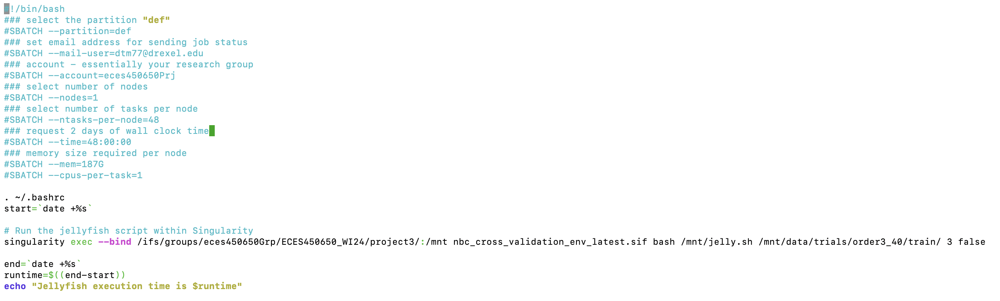 #!/bin/bash
### select the partition "def"
#SBATCH --partition=def
### set email address for sending job status
#SBATCH --mail-user=dtm77@drexel.edu
### account - essentially your research group
#SBATCH --account=eces450650Prj
### select number of nodes
#SBATCH --nodes=1
### select number of tasks per node
#SBATCH --ntasks-per-node=48
### request 2 days of wall clock time
#SBATCH --time=48:00:00
### memory size required per node
#SBATCH --mem=187G
#SBATCH --cpus-per-task=1
. ~/.bashrc
start=`date +%s`
# Run the jellyfish script within Singularity
singularity exec --bind /ifs/groups/eces450650Grp/ECES450650_WI24/project3/:/mnt nbc_cross_validation_env_latest.sif bash /mnt/jelly.sh /mnt/data/trials/order3_40/train/ 3 false
end=`date +%s`
runtime=$((end-start))
echo "Jellyfish execution time is $runtime"